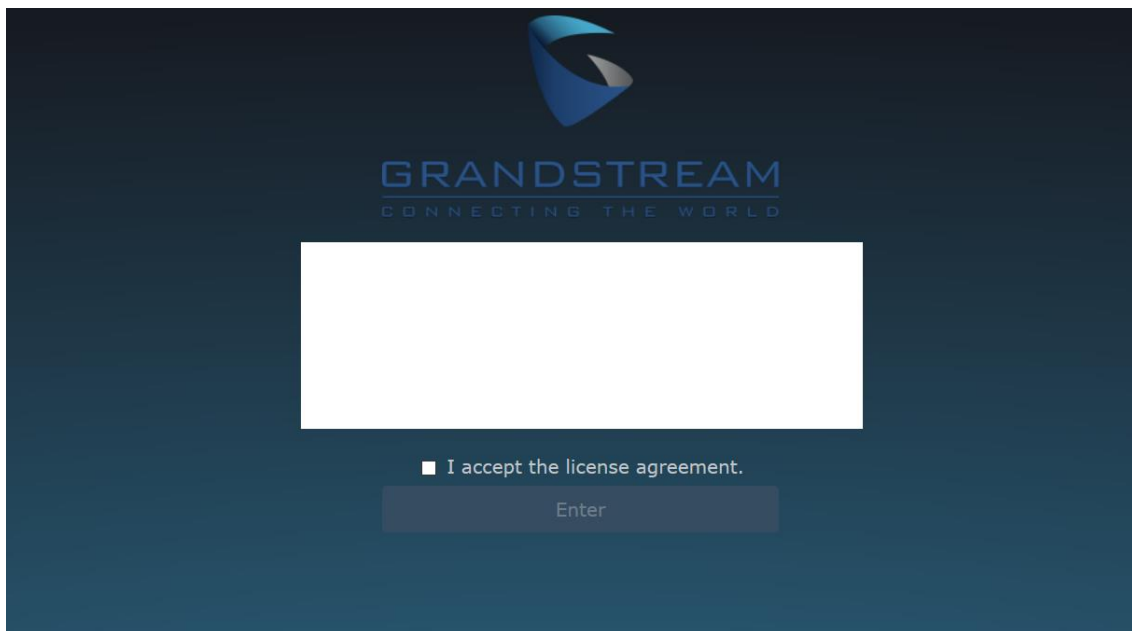 GRANDSTREAM
CONNECTING THE WORLD
I accept the license agreement.
Enter